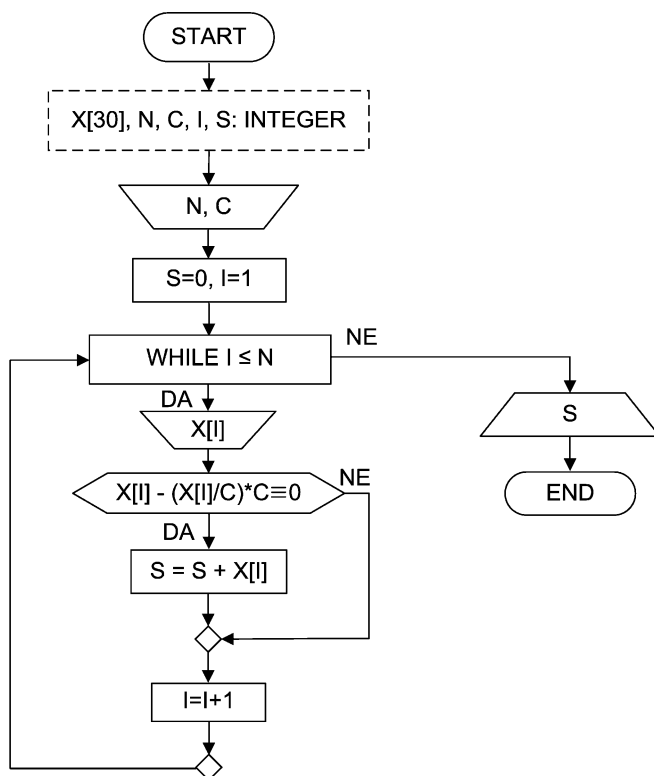 START
X[30], N, C, I, S: INTEGER
N, C
S=0, I=1
WHILE I ≤ N
NE
DA
X[I]
S
X[I] - (X[I]/C)*C≡0
NE
END
DA
S = S + X[I]
I=I+1